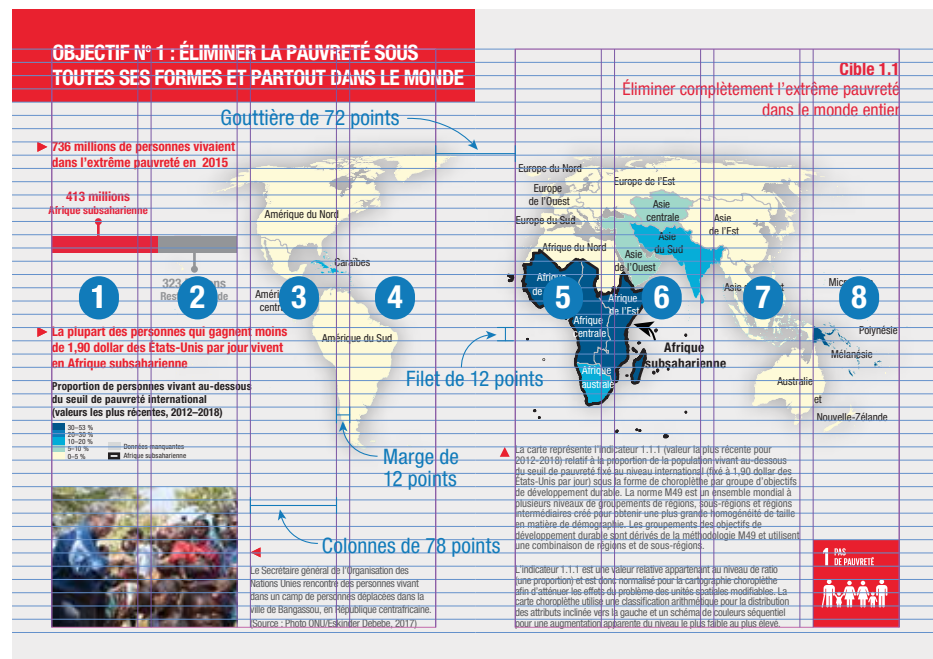 OBJECTIF N° 1 : ÉLIMINER LA PAUVRETÉ SOUS
TOUTES SES FORMES ET PARTOUT DANS LE MONDE
Cible 1.1
Éliminer complètement l'extrême pauvreté
dans le monde entier
Gouttière de 72 points
736 millions de personnes vivaient
dans l'extrême pauvreté en 2015
413 millions
Afrique subsaharienne
323
1
2
3
4
5
6
7
8
Amérique du Nord
Caraïbes
Amérique du Sud
Europe du Nord
Europe
de l'Ouest
Europe de l'Est
Europe du Sud
Asie
centrale
Asie
de l'Est
Asie
du Sud
Afrique du Nord
Asie
de l'Ouest
Afrique
Afrique
de l'Est
Afrique
centrale
Afrique
australe
Afrique
subsaharienne
Asie
Polynésie
Mélanésie
Australie
et
Nouvelle-Zélande
La plupart des personnes qui gagnent moins
de 1,90 dollar des États-Unis par jour vivent
en Afrique subsaharienne
Filet de 12 points
Proportion de personnes vivant au-dessous
du seuil de pauvreté international
(valeurs les plus récentes, 2012–2018)
30–53 %
20–30 %
10–20 %
5–10 %
0–5 %
Données manquantes
Afrique subsaharienne
Marge de
12 points
Colonnes de 78 points
Le Secrétaire général de l'Organisation des
Nations Unies rencontre des personnes vivant
dans un camp de personnes déplacées dans la
ville de Bangassou, en République centrafricaine.
(Source : Photo ONU/Eskinder Debebe, 2017)
La carte représente l'indicateur 1.1.1 (valeur la plus récente pour
2012-2018) relatif à la proportion de la population vivant au-dessous
du seuil de pauvreté fixé au niveau international (fixé à 1,90 dollar des
États-Unis par jour) sous la forme de choroplèthe par groupe d'objectifs
de développement durable. La norme M49 est un ensemble mondial à
plusieurs niveaux de groupements de régions, sous-régions et régions
intermédiaires créé pour obtenir une plus grande homogénéité de taille
en matière de démographie. Les groupements des objectifs de
développement durable sont dérivés de la méthodologie M49 et utilisent
une combinaison de régions et de sous-régions.
L'indicateur 1.1.1 est une valeur relative appartenant au niveau de ratio
(une proportion) et est donc normalisé pour la cartographie choroplèthe
afin d'atténuer les effets du problème des unités spatiales modifiables. La
carte choroplèthe utilise une classification arithmétique pour la distribution
des attributs inclinée vers la gauche et un schéma de couleurs séquentiel
pour une augmentation apparente du niveau le plus faible au plus élevé.
1 PAS
DE PAUVRETÉ